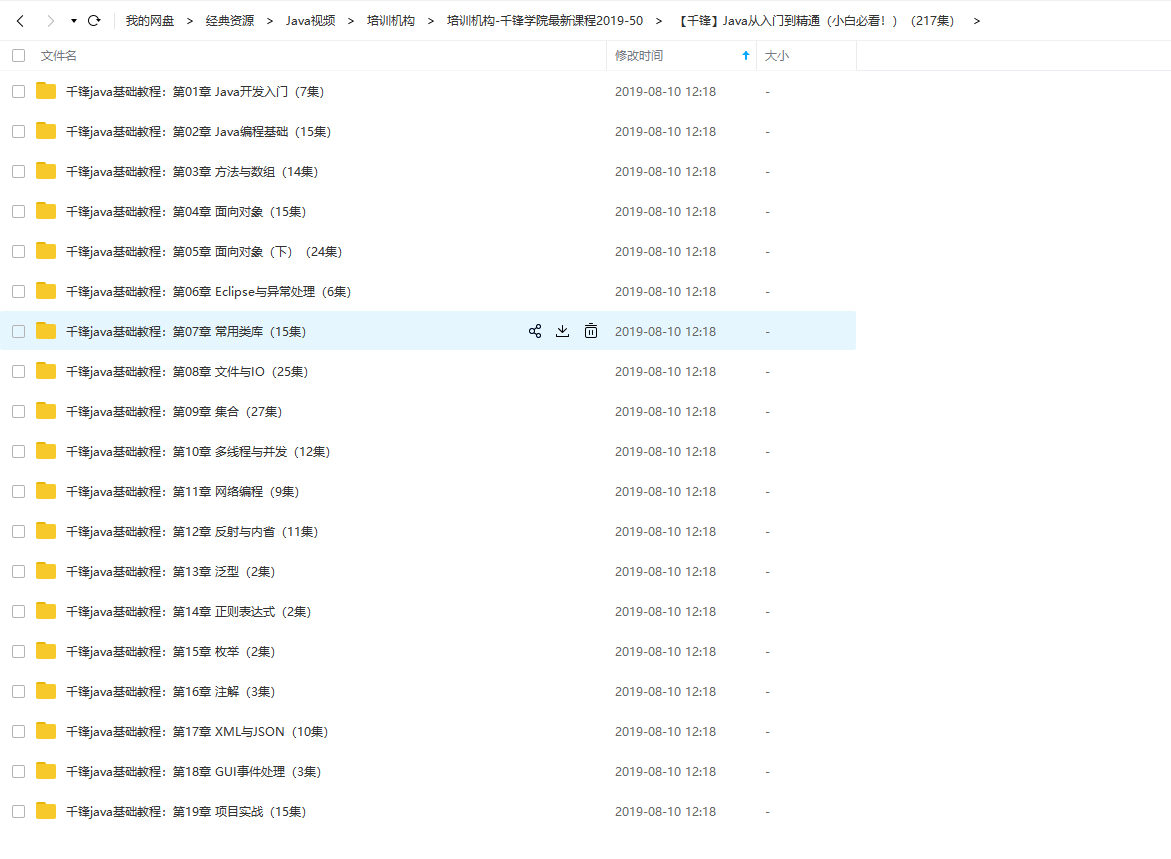 我的网盘 > 经典资源 > Java视频 > 培训机构 > 培训机构-千锋学院最新课程2019-50 > 【千锋】Java从入门到精通（小白必看！）（217集） >
文件名 修改时间 大小
千锋java基础教程：第01章 Java开发入门（7集） 2019-08-10 12:18 -
千锋java基础教程：第02章 Java编程基础（15集） 2019-08-10 12:18 -
千锋java基础教程：第03章 方法与数组（14集） 2019-08-10 12:18 -
千锋java基础教程：第04章 面向对象（15集） 2019-08-10 12:18 -
千锋java基础教程：第05章 面向对象（下）（24集） 2019-08-10 12:18 -
千锋java基础教程：第06章 Eclipse与异常处理（6集） 2019-08-10 12:18 -
千锋java基础教程：第07章 常用类库（15集） 2019-08-10 12:18 -
千锋java基础教程：第08章 文件与IO（25集） 2019-08-10 12:18 -
千锋java基础教程：第09章 集合（27集） 2019-08-10 12:18 -
千锋java基础教程：第10章 多线程与并发（12集） 2019-08-10 12:18 -
千锋java基础教程：第11章 网络编程（9集） 2019-08-10 12:18 -
千锋java基础教程：第12章 反射与内省（11集） 2019-08-10 12:18 -
千锋java基础教程：第13章 泛型（2集） 2019-08-10 12:18 -
千锋java基础教程：第14章 正则表达式（2集） 2019-08-10 12:18 -
千锋java基础教程：第15章 枚举（2集） 2019-08-10 12:18 -
千锋java基础教程：第16章 注解（3集） 2019-08-10 12:18 -
千锋java基础教程：第17章 XML与JSON（10集） 2019-08-10 12:18 -
千锋java基础教程：第18章 GUI事件处理（3集） 2019-08-10 12:18 -
千锋java基础教程：第19章 项目实战（15集） 2019-08-10 12:18 -